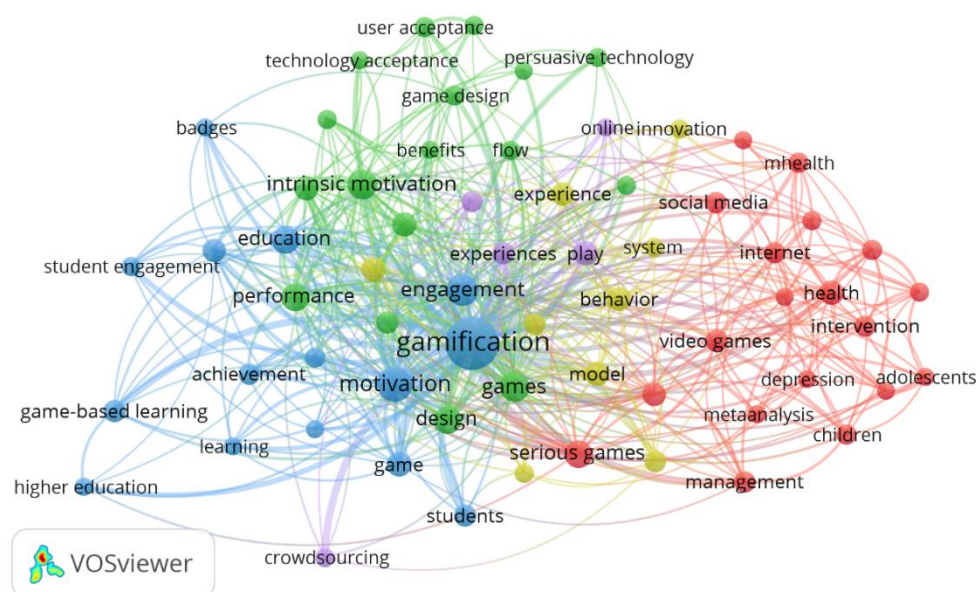 user acceptance
technology acceptance
persuasive technology
game design
badges
online
innovation
benefits
flow
mhealth
intrinsic motivation
experience
social media
education
experiences
play
system
internet
student engagement
engagement
performance
behavior
health
gamification
video games
intervention
achievement
motivation
games
model
depression
adolescents
game-based learning
design
metaanalysis
learning
game
serious games
children
higher education
management
students
crowdsourcing
VOSviewer